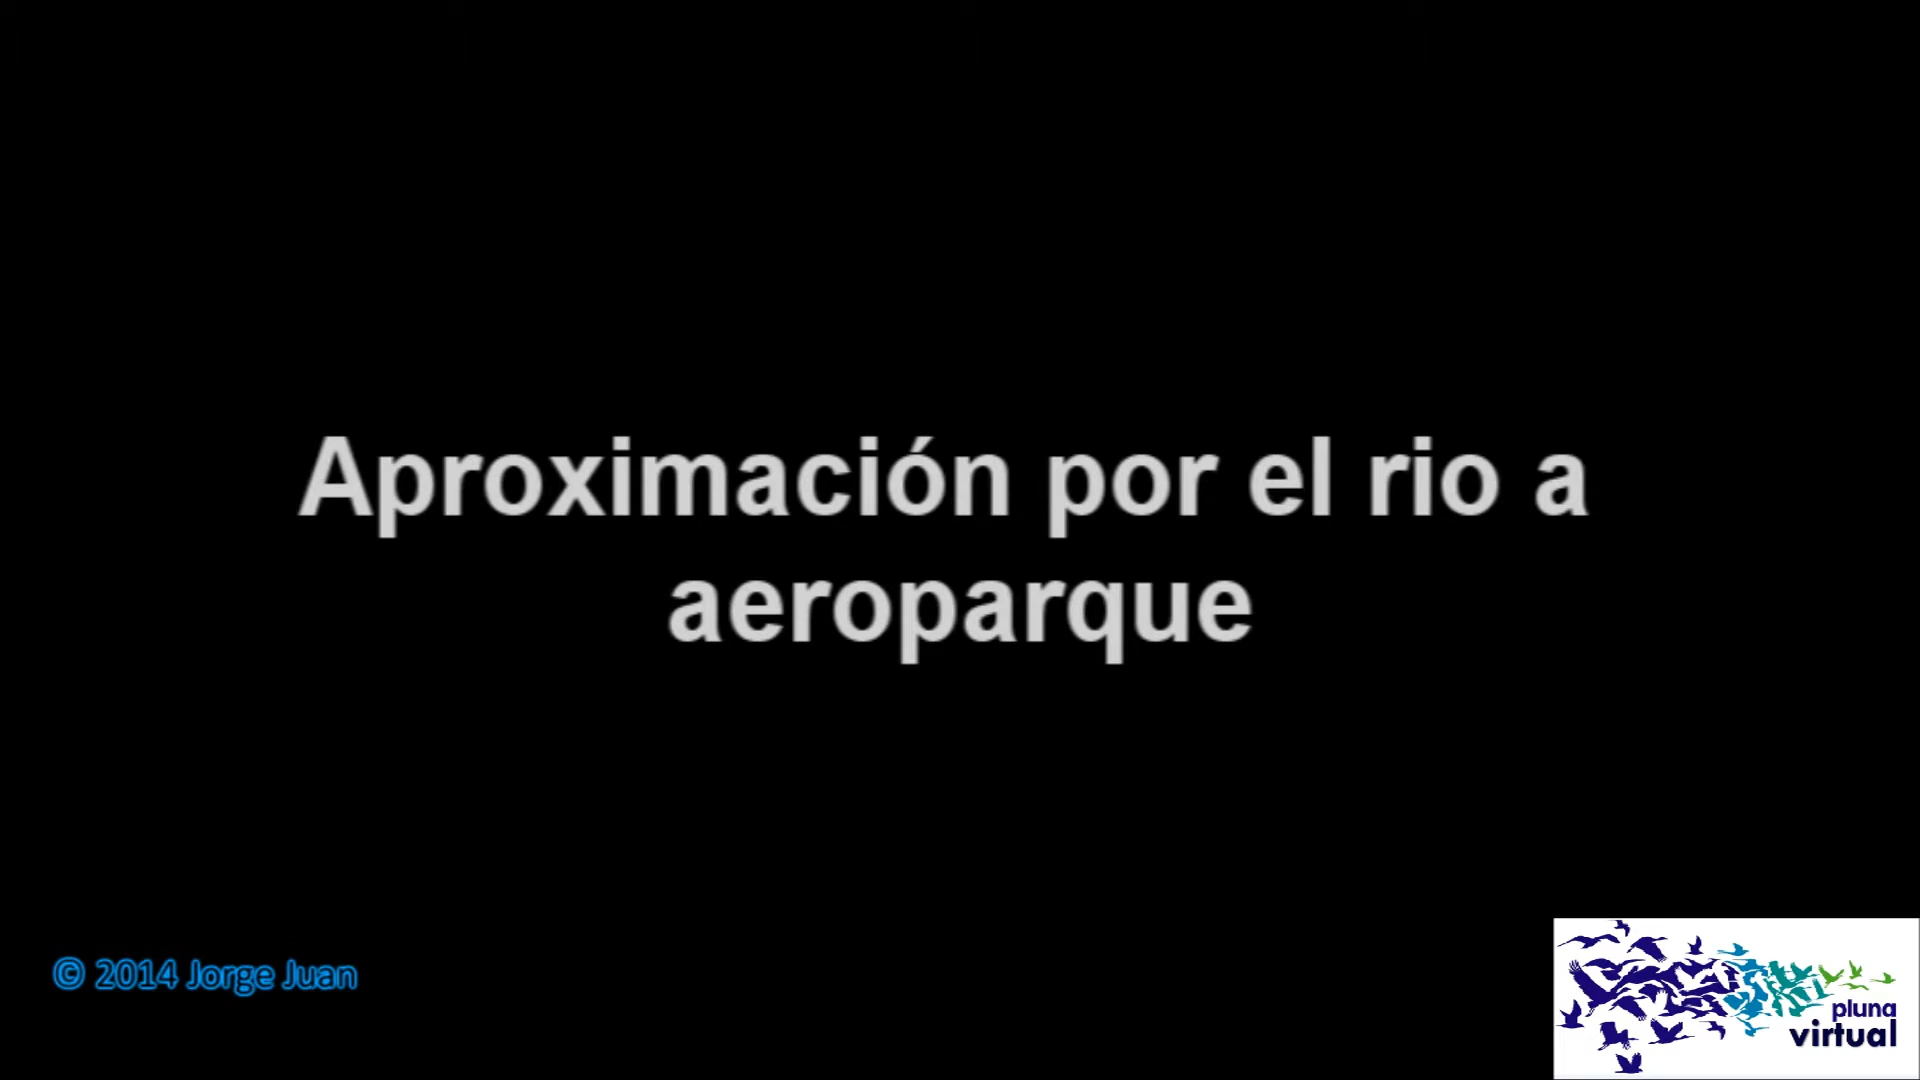 Aproximación por el rio a
aeroparque
© 2014 Jorge Juan
pluna
virtual